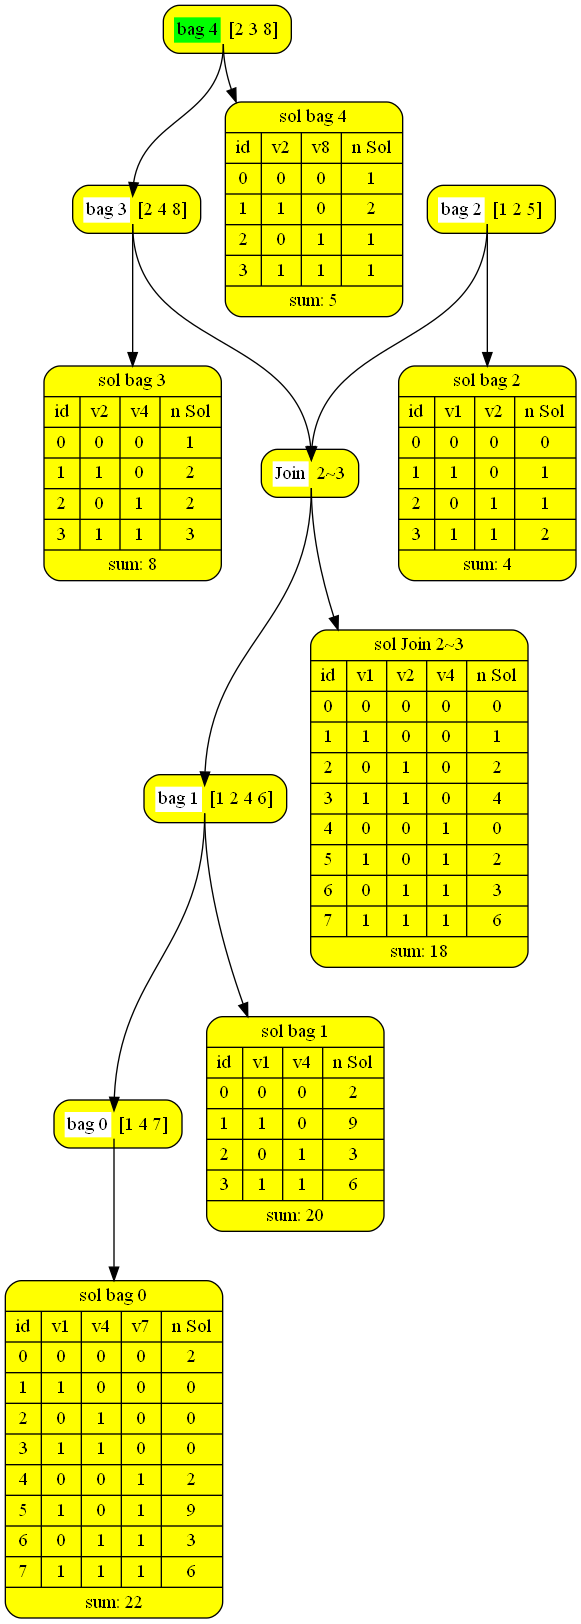 bag 4 [2 3 8]
sol bag 4
id v2 v8 n Sol
0 0 0 1
1 1 0 2
2 0 1 1
3 1 1 1
sum: 5
bag 3 [2 4 8]
bag 2 [1 2 5]
sol bag 3
id v2 v4 n Sol
0 0 0 1
1 1 0 2
2 0 1 2
3 1 1 3
sum: 8
sol bag 2
id v1 v2 n Sol
0 0 0 0
1 1 0 1
2 0 1 1
3 1 1 2
sum: 4
Join 2~3
sol Join 2~3
id v1 v2 v4 n Sol
0 0 0 0 0
1 1 0 0 1
2 0 1 0 2
3 1 1 0 4
4 0 0 1 0
5 1 0 1 2
6 0 1 1 3
7 1 1 1 6
sum: 18
bag 1 [1 2 4 6]
sol bag 1
id v1 v4 n Sol
0 0 0 2
1 1 0 9
2 0 1 3
3 1 1 6
sum: 20
bag 0 [1 4 7]
sol bag 0
id v1 v4 v7 n Sol
0 0 0 0 2
1 1 0 0 0
2 0 1 0 0
3 1 1 0 0
4 0 0 1 2
5 1 0 1 9
6 0 1 1 3
7 1 1 1 6
sum: 22